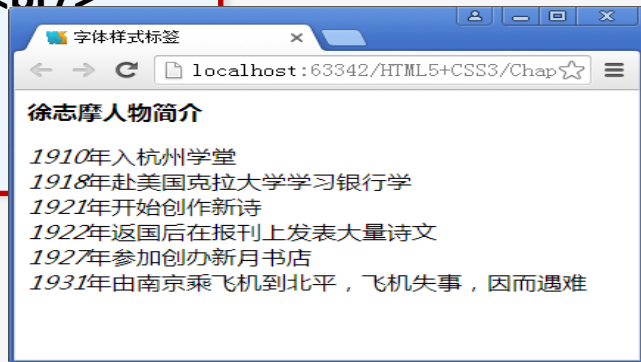 字体样式标签
localhost:63342/HTML5+CSS3/Chap
徐志摩人物简介
1910年入杭州学堂
1918年赴美国克拉大学学习银行学
1921年开始创作新诗
1922年返国后在报刊上发表大量诗文
1927年参加创办新月书店
1931年由南京乘飞机到北平，飞机失事，因而遇难